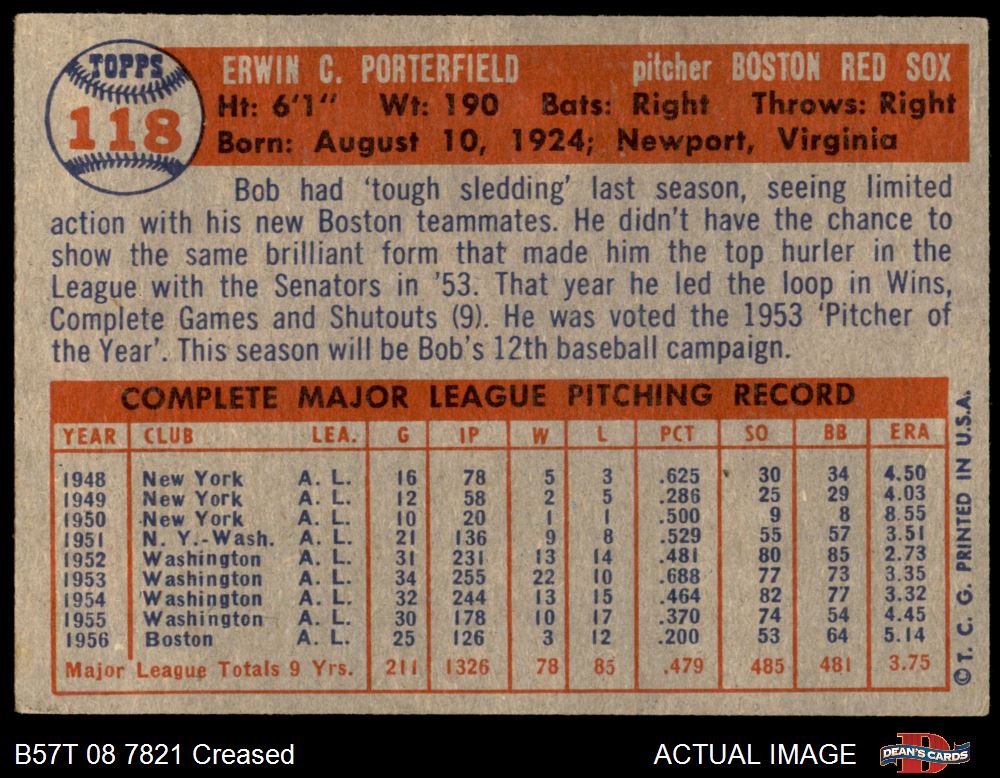 TOPPS
118
ERWIN C. PORTERFIELD pitcher BOSTON RED SOX
Ht: 6'1" Wt: 190 Bats: Right Throws: Right
Born: August 10, 1924; Newport, Virginia
Bob had 'tough sledding' last season, seeing limited
action with his new Boston teammates. He didn't have the chance to
show the same brilliant form that made him the top hurler in the
League with the Senators in '53. That year he led the loop in Wins,
Complete Games and Shutouts (9). He was voted the 1953 'Pitcher of
the Year'. This season will be Bob's 12th baseball campaign.
COMPLETE MAJOR LEAGUE PITCHING RECORD
YEAR CLUB LEA. G IP W L PCT SO BB ERA
1948 New York A. L. 16 78 5 3 .625 30 34 4.50
1949 New York A. L. 12 58 2 5 .286 25 29 4.03
1950 New York A. L. 10 20 1 1 .500 9 8 8.55
1951 N. Y.-Wash. A. L. 21 136 9 8 .529 55 57 3.51
1952 Washington A. L. 31 231 13 14 .481 80 85 2.73
1953 Washington A. L. 34 255 22 10 .688 77 73 3.35
1954 Washington A. L. 32 244 13 15 .464 82 77 3.32
1955 Washington A. L. 30 178 10 17 .370 74 54 4.45
1956 Boston A. L. 25 126 3 12 .200 53 64 5.14
Major League Totals 9 Yrs. 211 1326 78 85 .479 485 481 3.75
©T. C. G. PRINTED IN U.S.A.
B57T 08 7821 Creased ACTUAL IMAGE
DEAN'S CARDS